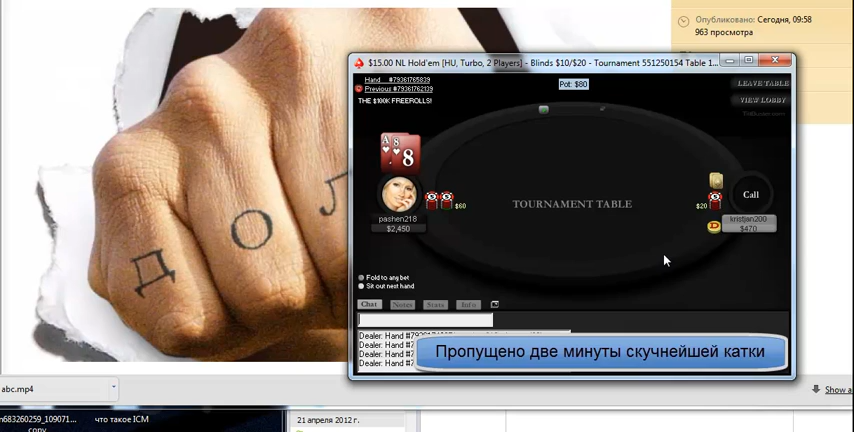 Опубликовано: Сегодня, 09:58
963 просмотра
$15.00 NL Hold'em [HU, Turbo, 2 Players] - Blinds $10/$20 - Tournament 551250154 Table 1...
Hand #79361765839
Previous #79361762139
THE $100K FREEROLLS!
Pot: $80
LEAVE TABLE
VIEW LOBBY
A
8
8
Д О Л
$60
pashen218
$2,450
TOURNAMENT TABLE
Call
$20
D
kristjan200
$470
Fold to any bet
Sit out next hand
Chat
Notes
Stats
Info
Dealer: Hand
Dealer: Hand
Dealer: Hand
Dealer: Hand
Пропущено две минуты скучнейшей катки
abc.mp4
Show a
n683260259_109071...
copy
что такое ICM
21 апреля 2012 г.